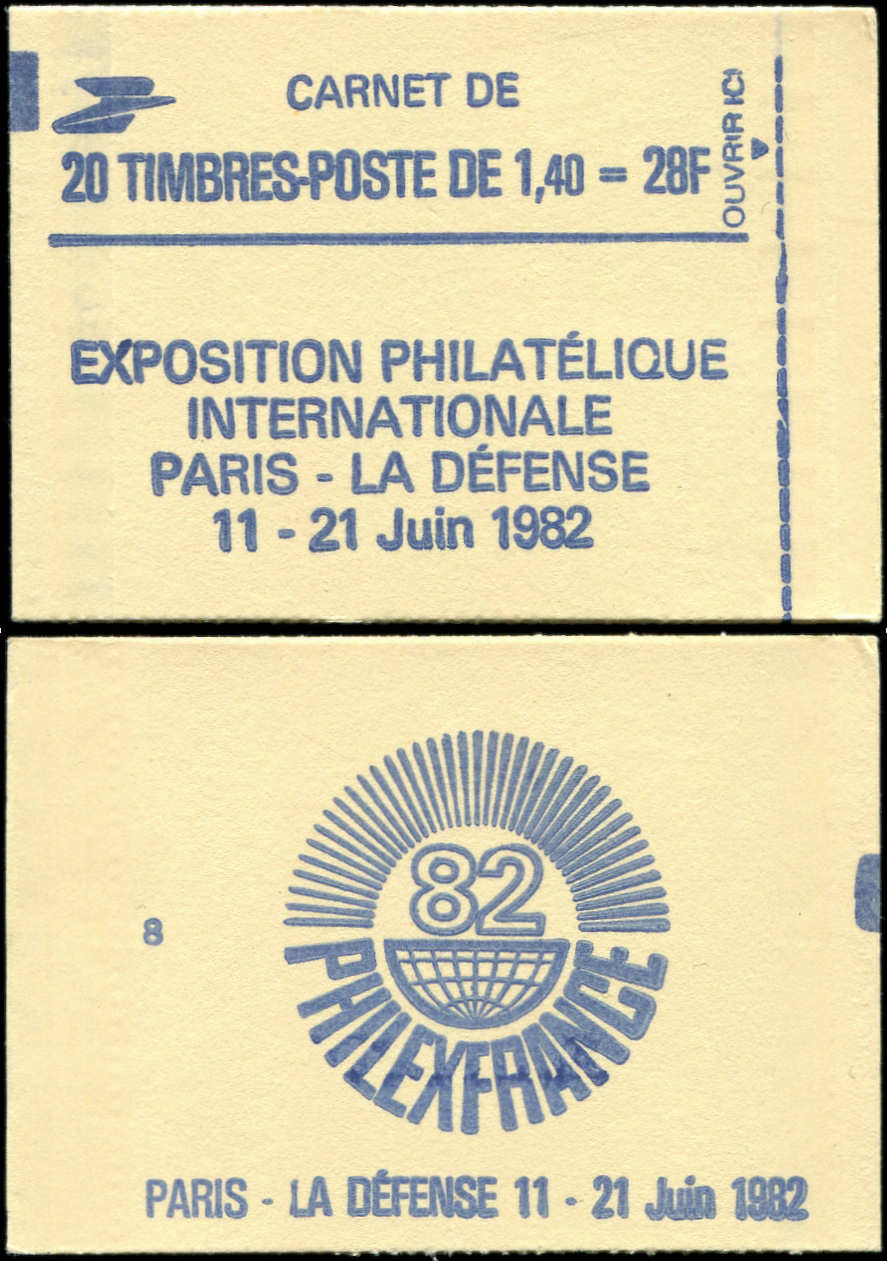 CARNET DE
20 TIMBRES-POSTE DE 1,40 = 28F
OUVRIR ICI
EXPOSITION PHILATÉLIQUE
INTERNATIONALE
PARIS - LA DÉFENSE
11 - 21 Juin 1982
82
8
PHILEXFRANCE
PARIS - LA DÉFENSE 11 - 21 Juin 1982